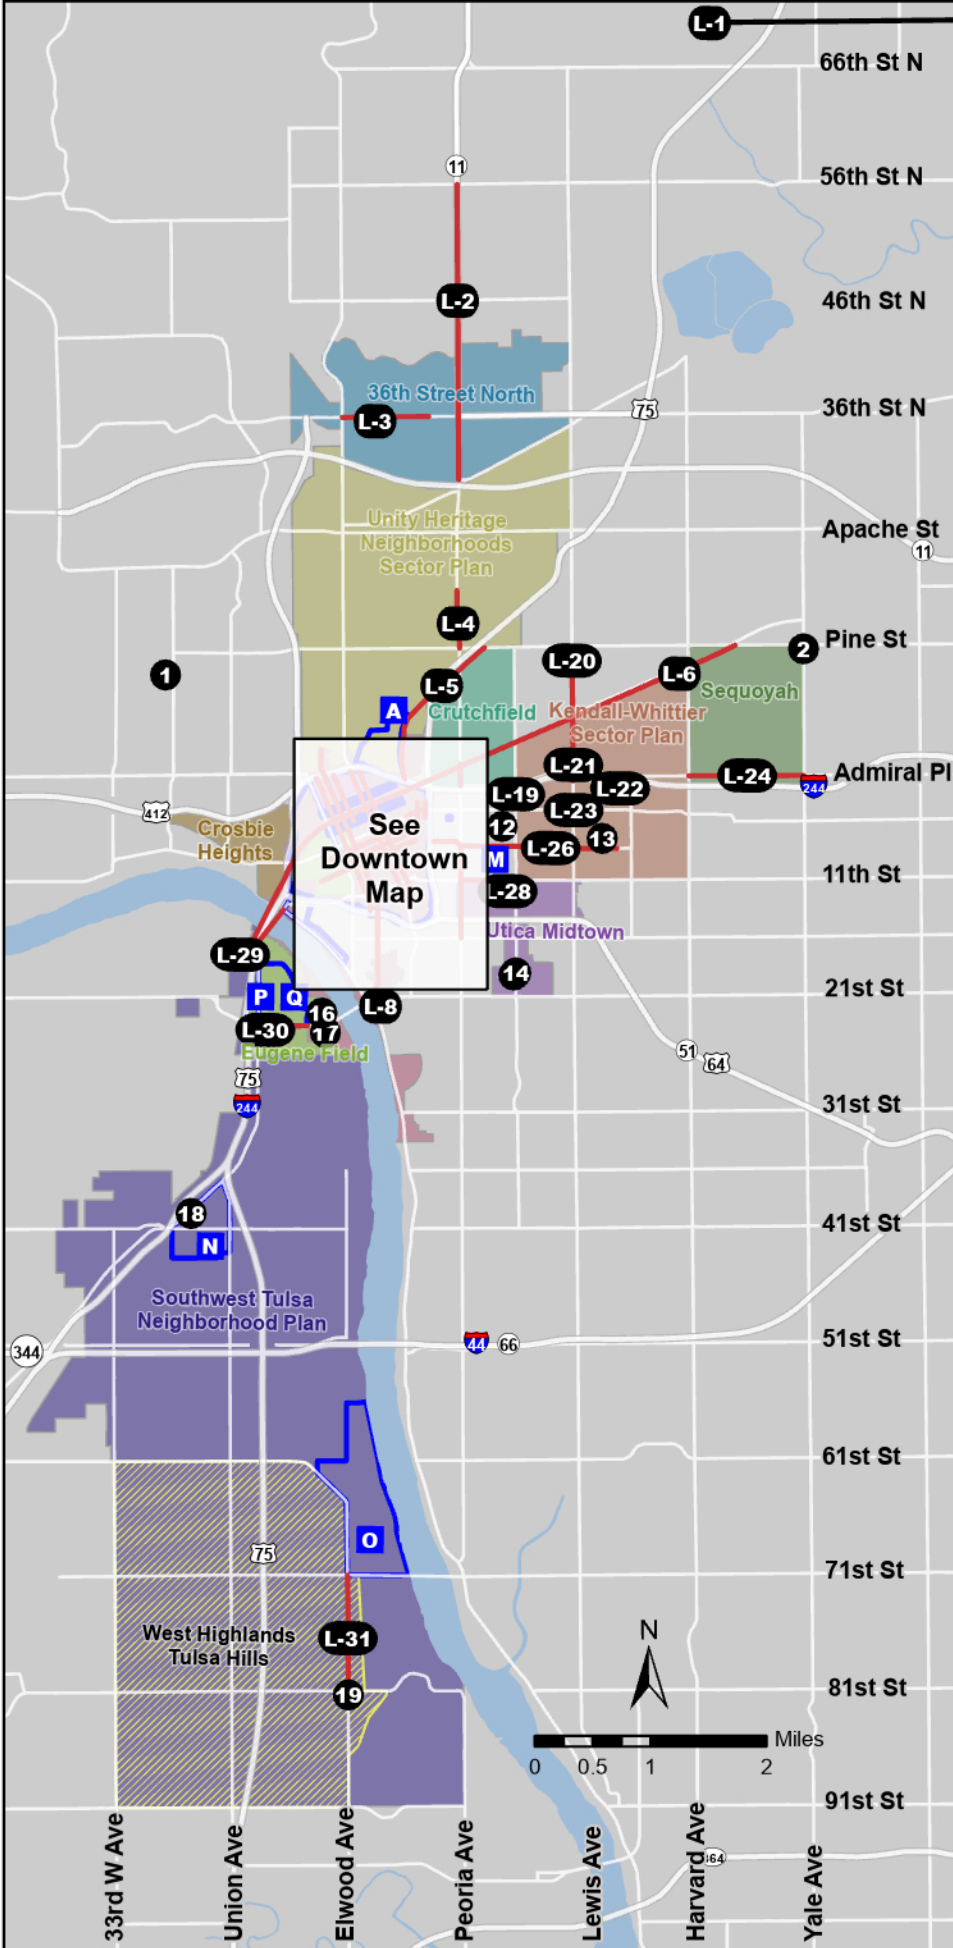 L-1
66th St N
11
56th St N
L-2
46th St N
36th Street North
36th St N
75
L-3
Unity Heritage
Neighborhoods
Sector Plan
Apache St
11
L-4
Pine St
2
L-20
1
L-6
L-5
Sequoyah
A
Crutchfield
Kendall-Whittier
Sector Plan
L-21
Admiral Pl
L-24
244
L-22
L-19
412
L-23
See
Downtown
Map
Crosbie
Heights
12
13
L-26
M
11th St
L-28
Utica Midtown
L-29
14
21st St
P
Q
L-8
16
L-30
17
Eugene Field
51
64
75
244
31st St
18
41st St
N
Southwest Tulsa
Neighborhood Plan
51st St
44
66
344
61st St
O
75
71st St
West Highlands
Tulsa Hills
L-31
N
81st St
19
Miles
0
0.5
1
2
91st St
33rd W Ave
Union Ave
Elwood Ave
Peoria Ave
Lewis Ave
Harvard Ave
Yale Ave